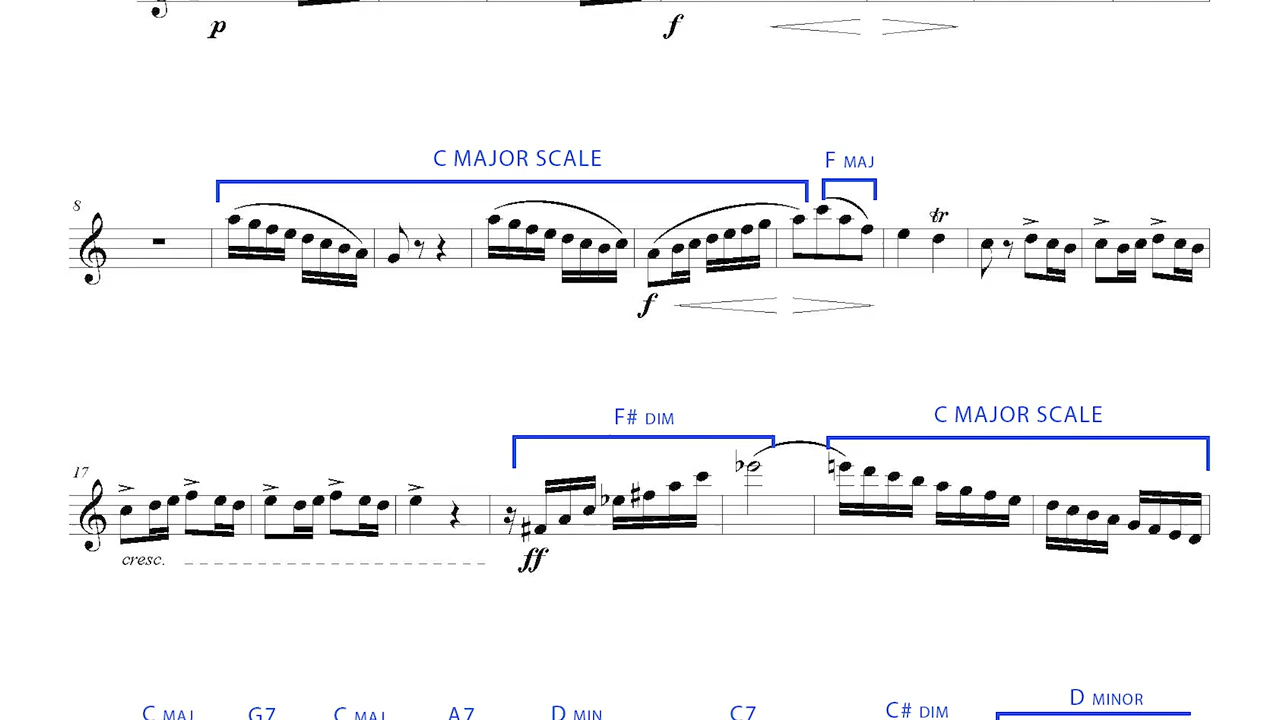 p f
C MAJOR SCALE F MAJ
8 tr
f
F# DIM C MAJOR SCALE
17
cresc. ff
C MAJ G7 C MAJ A7 D MIN C7 C# DIM D MINOR